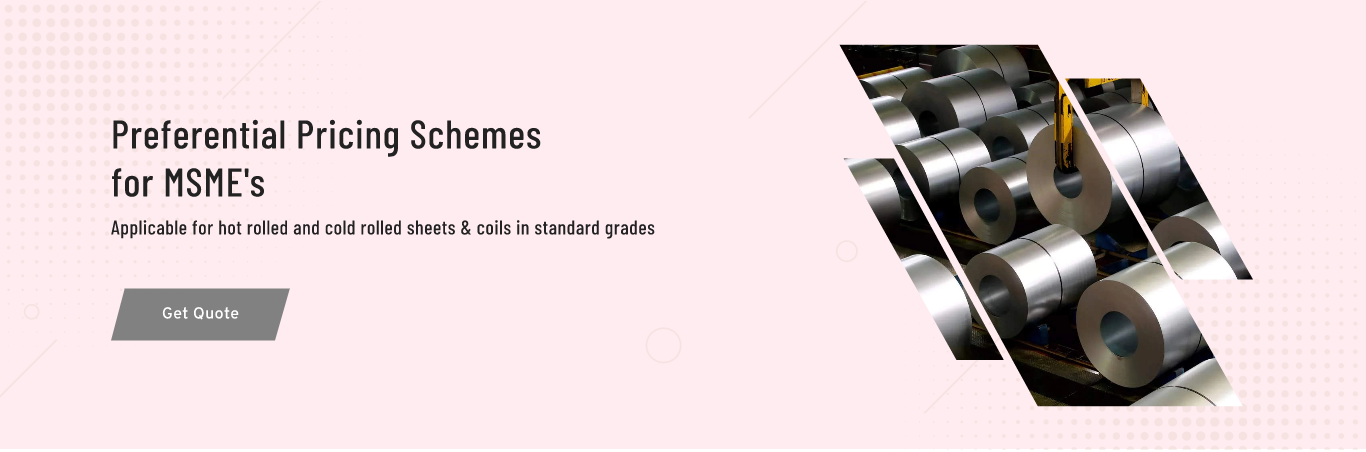 Preferential Pricing Schemes
for MSME's
Applicable for hot rolled and cold rolled sheets & coils in standard grades
Get Quote